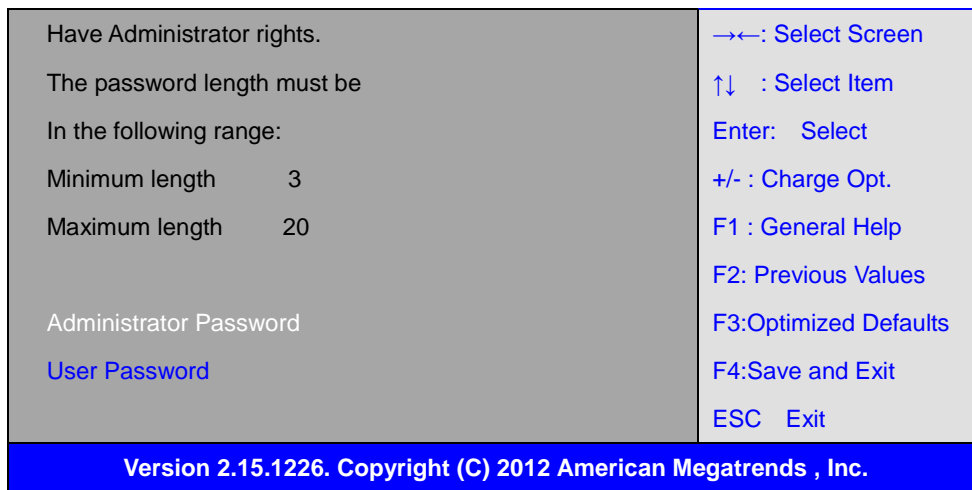 Have Administrator rights.
The password length must be
In the following range:
Minimum length 3
Maximum length 20
Administrator Password
User Password
→←: Select Screen
↑↓ : Select Item
Enter: Select
+/- : Charge Opt.
F1 : General Help
F2: Previous Values
F3:Optimized Defaults
F4:Save and Exit
ESC Exit
Version 2.15.1226. Copyright (C) 2012 American Megatrends , Inc.